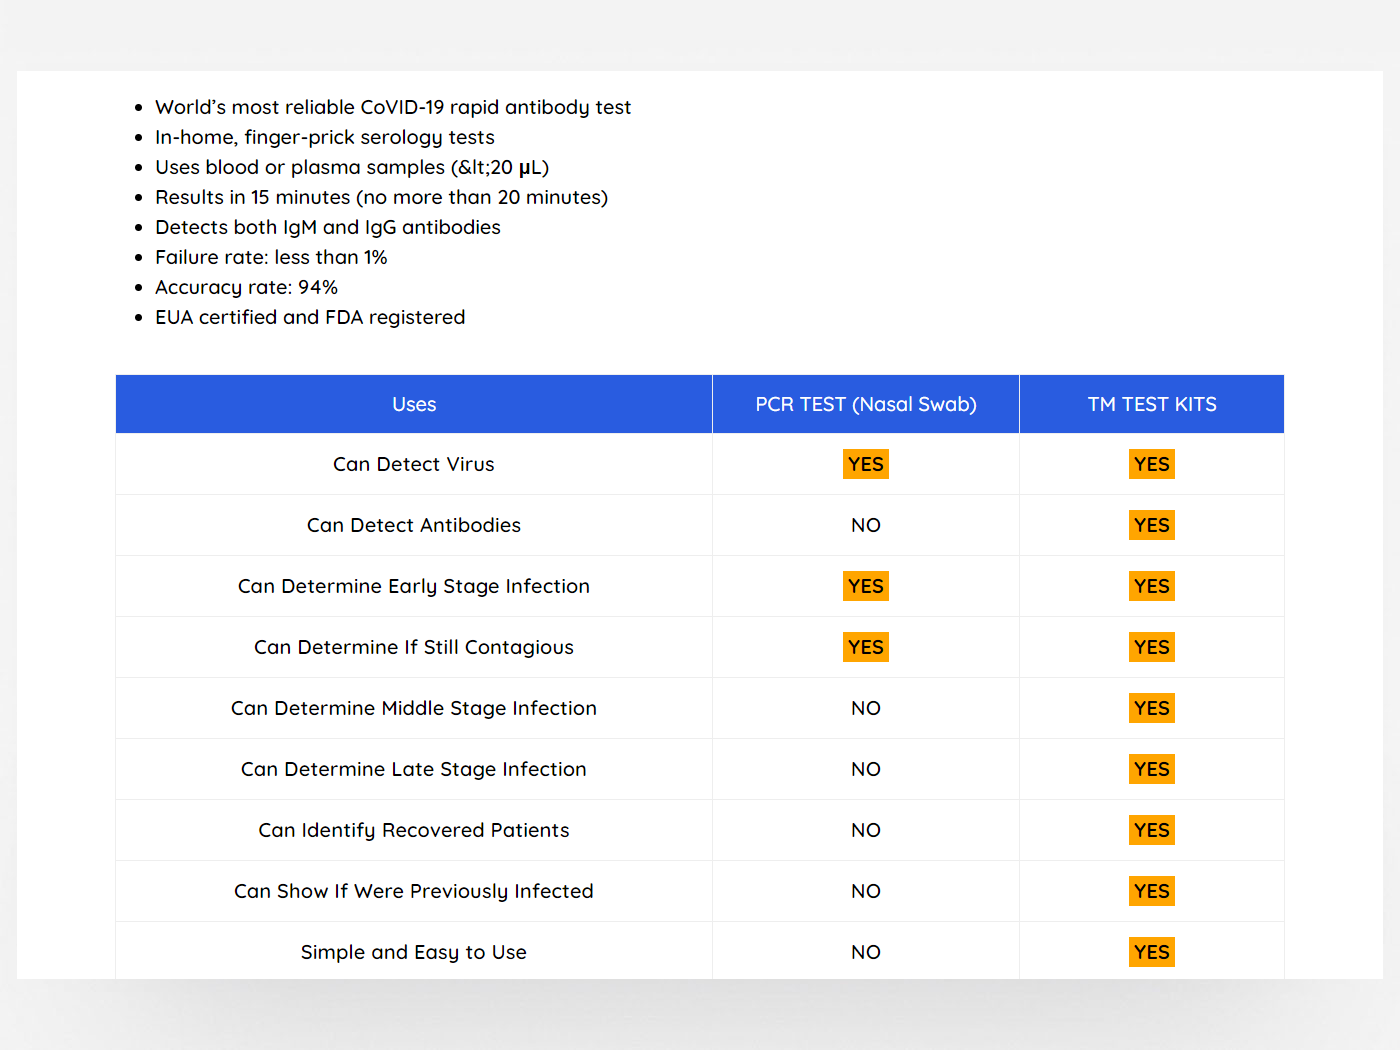 World’s most reliable CoVID-19 rapid antibody test
In-home, finger-prick serology tests
Uses blood or plasma samples (&lt;20 µL)
Results in 15 minutes (no more than 20 minutes)
Detects both IgM and IgG antibodies
Failure rate: less than 1%
Accuracy rate: 94%
EUA certified and FDA registered
Uses PCR TEST (Nasal Swab) TM TEST KITS
Can Detect Virus YES YES
Can Detect Antibodies NO YES
Can Determine Early Stage Infection YES YES
Can Determine If Still Contagious YES YES
Can Determine Middle Stage Infection NO YES
Can Determine Late Stage Infection NO YES
Can Identify Recovered Patients NO YES
Can Show If Were Previously Infected NO YES
Simple and Easy to Use NO YES